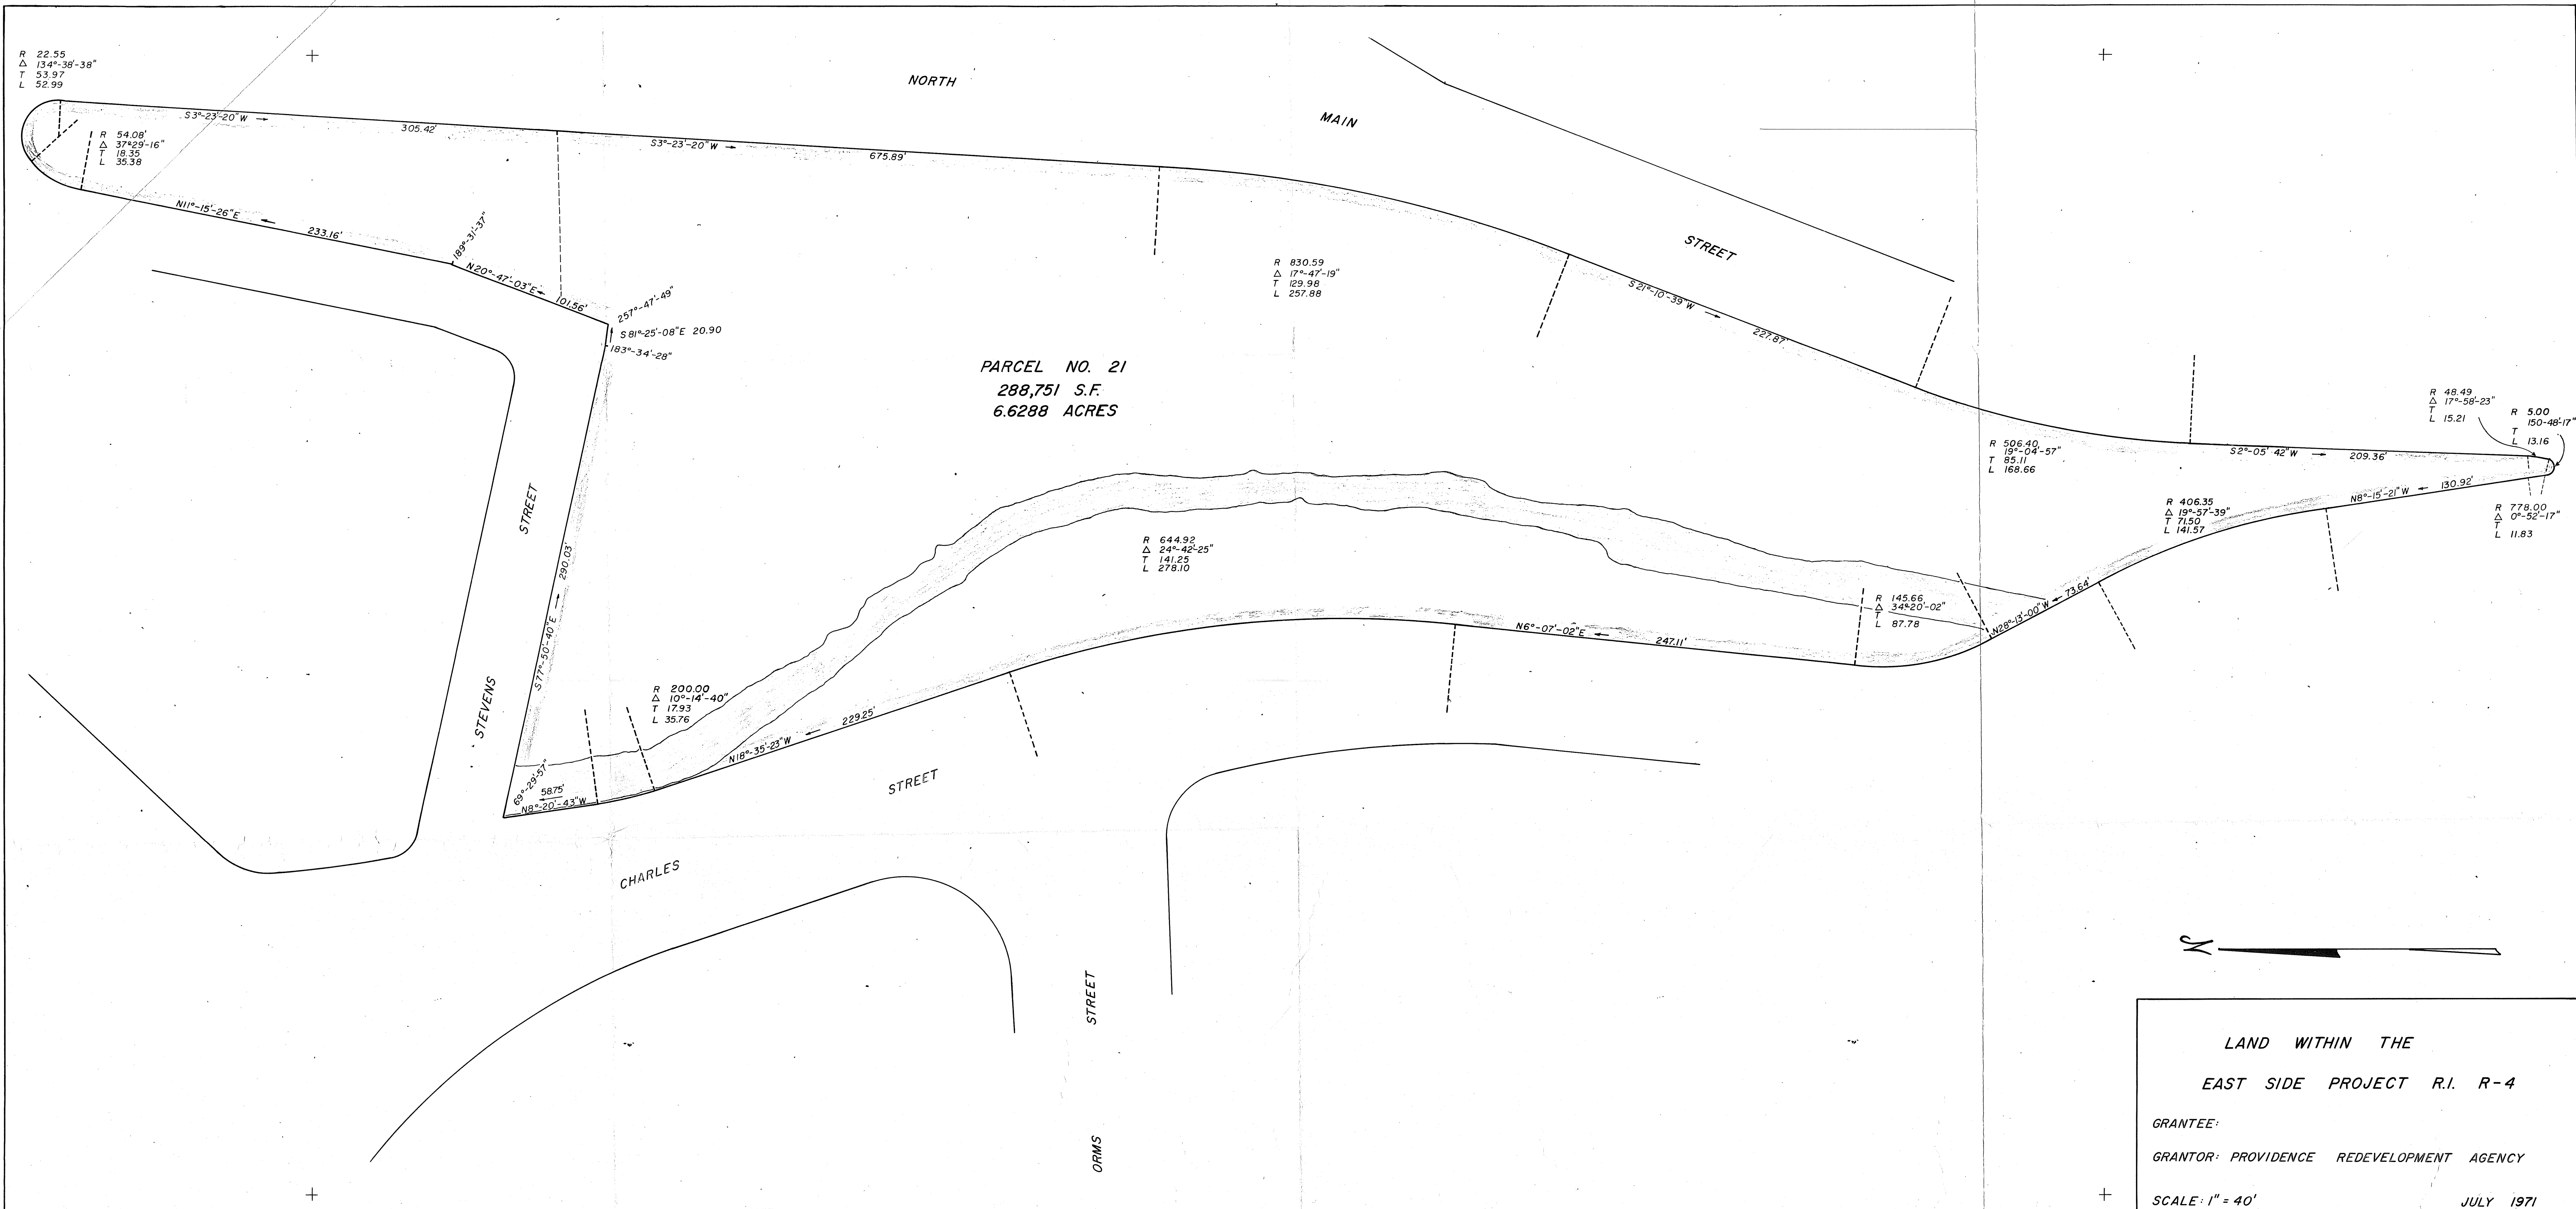 R 22.55
Δ 134°-38'-38"
T 53.97
L 52.99
NORTH
MAIN
STREET
S3°-23'-20"W
305.42'
S3°-23'-20"W
675.89'
R 54.08'
Δ 37°29'-16"
T 18.35
L 35.38
N11°-15'-26"E
233.16'
189°-31'-37"
N20°-47'-03"E
101.56'
257°-47'-49"
S81°-25'-08"E 20.90
183°-34'-28"
R 830.59
Δ 17°-47'-19"
T 129.98
L 257.88
S21°-10'-39"W
227.87'
PARCEL NO. 21
288,751 S.F.
6.6288 ACRES
R 48.49
Δ 17°-58'-23"
T
L 15.21
R 5.00
150-48'-17"
T
L 13.16
R 506.40
19°-04'-57"
T 85.11
L 168.66
S2°-05'42"W
209.36'
N8°-15'-21"W
130.92'
R 406.35
Δ 19°-57'-39"
T 71.50
L 141.57
R 778.00
Δ 0°-52'-17"
T
L 11.83
STREET
STEVENS
S77°-50'-40"E
290.03'
R 644.92
Δ 24°-42'-25"
T 141.25
L 278.10
R 145.66
Δ 34°20'-02"
T
L 87.78
N28°-13'-00"W
73.64'
N6°-07'-02"E
247.11'
R 200.00
Δ 10°-14'-40"
T 17.93
L 35.76
N18°-35'-23"W
229.25'
69°-29'-57"
58.75'
N8°-20'-43"W
STREET
CHARLES
STREET
ORMS
N
LAND WITHIN THE
EAST SIDE PROJECT R.I. R-4
GRANTEE:
GRANTOR: PROVIDENCE REDEVELOPMENT AGENCY
SCALE: 1" = 40'
JULY 1971